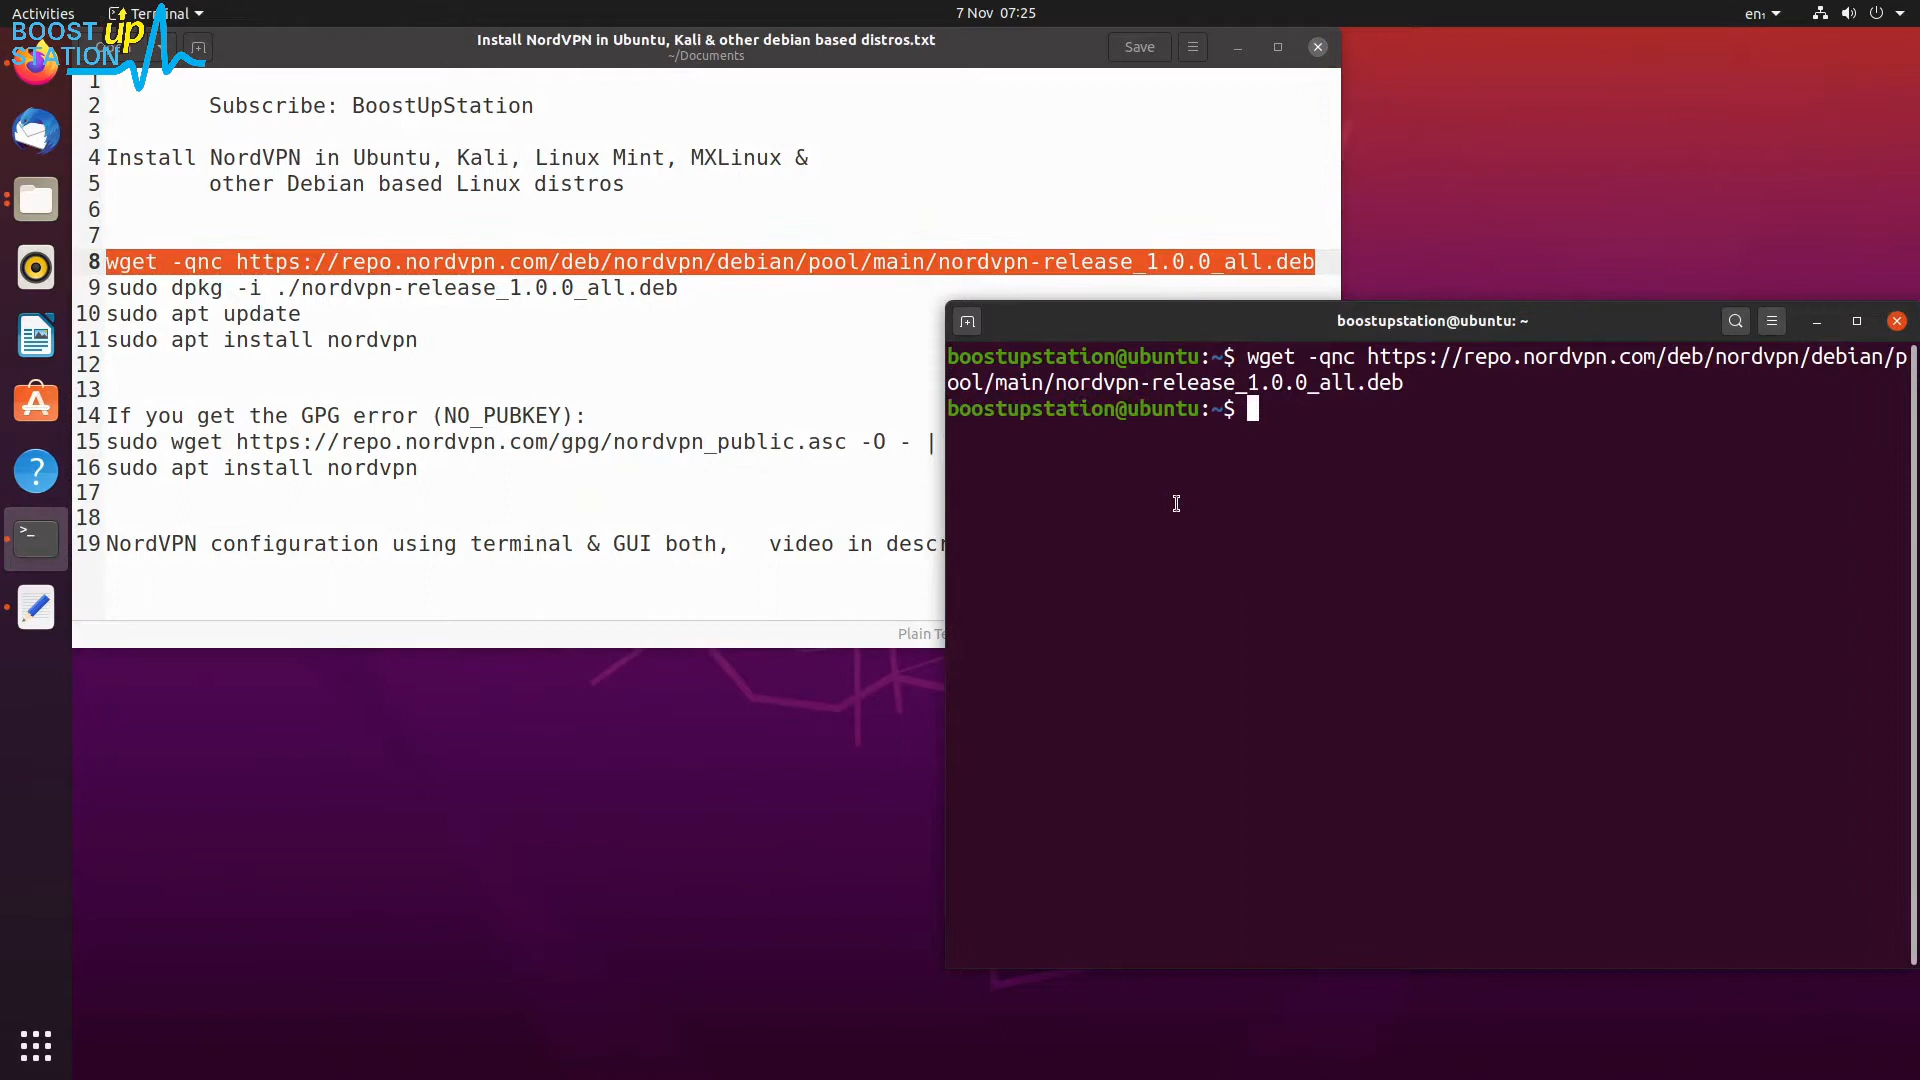 Activities
Terminal
7 Nov 07:25
en₁
BOOST up
STATION
Install NordVPN in Ubuntu, Kali & other debian based distros.txt
~/Documents
Save
1
2 Subscribe: BoostUpStation
3
4 Install NordVPN in Ubuntu, Kali, Linux Mint, MXLinux &
5 other Debian based Linux distros
6
7
8 wget -qnc https://repo.nordvpn.com/deb/nordvpn/debian/pool/main/nordvpn-release_1.0.0_all.deb
9 sudo dpkg -i ./nordvpn-release_1.0.0_all.deb
10 sudo apt update
11 sudo apt install nordvpn
12
13
14 If you get the GPG error (NO_PUBKEY):
15 sudo wget https://repo.nordvpn.com/gpg/nordvpn_public.asc -O - |
16 sudo apt install nordvpn
17
18
19 NordVPN configuration using terminal & GUI both, video in descr
Plain Te
boostupstation@ubuntu: ~
boostupstation@ubuntu:~$ wget -qnc https://repo.nordvpn.com/deb/nordvpn/debian/p
ool/main/nordvpn-release_1.0.0_all.deb
boostupstation@ubuntu:~$